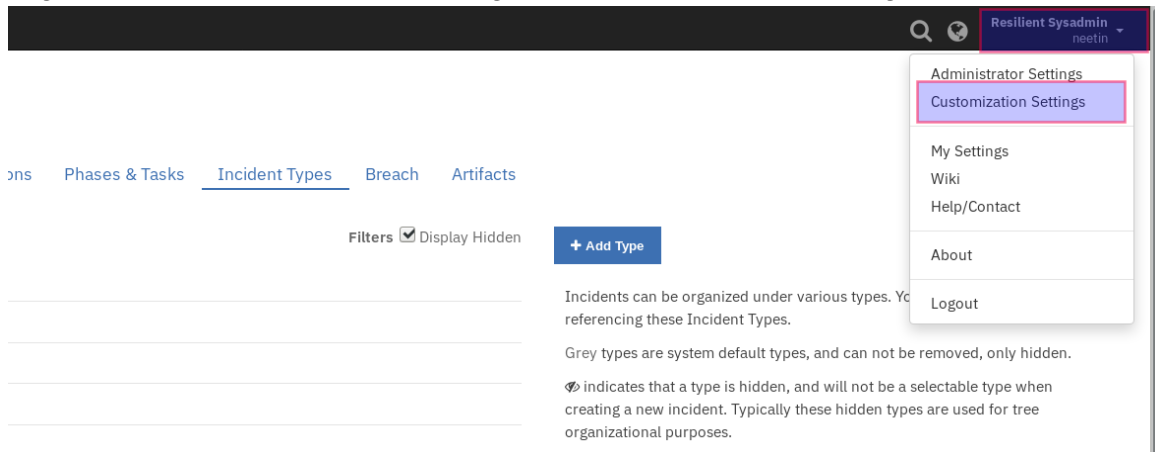 Resilient Sysadmin
neetin
Administrator Settings
Customization Settings
My Settings
Wiki
Help/Contact
About
Logout
ons Phases & Tasks Incident Types Breach Artifacts
Filters Display Hidden
+ Add Type
Incidents can be organized under various types. Yo
referencing these Incident Types.
Grey types are system default types, and can not be removed, only hidden.
indicates that a type is hidden, and will not be a selectable type when
creating a new incident. Typically these hidden types are used for tree
organizational purposes.